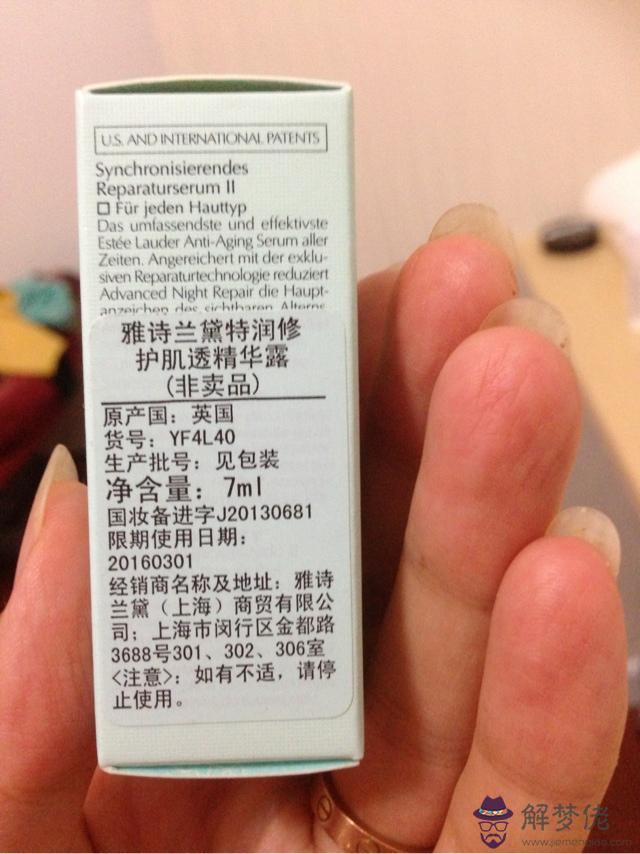 U.S. AND INTERNATIONAL PATENTS
Synchronisierendes
Reparaturserum II
☐ Für jeden Hauttyp
Das umfassendste und effektivste
Estée Lauder Anti-Aging Serum aller
Zeiten. Angereichert mit der exklu-
siven Reparaturtechnologie reduziert
Advanced Night Repair die Haupt-
anzeichen des sichtbaren Alterns
雅诗兰黛特润修
护肌透精华露
(非卖品)
原产国：英国
货号：YF4L40
生产批号：见包装
净含量：7ml
国妆备进字J20130681
限期使用日期：
20160301
经销商名称及地址：雅诗
兰黛（上海）商贸有限公
司；上海市闵行区金都路
3688号301、302、306室
<注意>：如有不适，请停
止使用。
解梦佬
www.jiemenglao.com